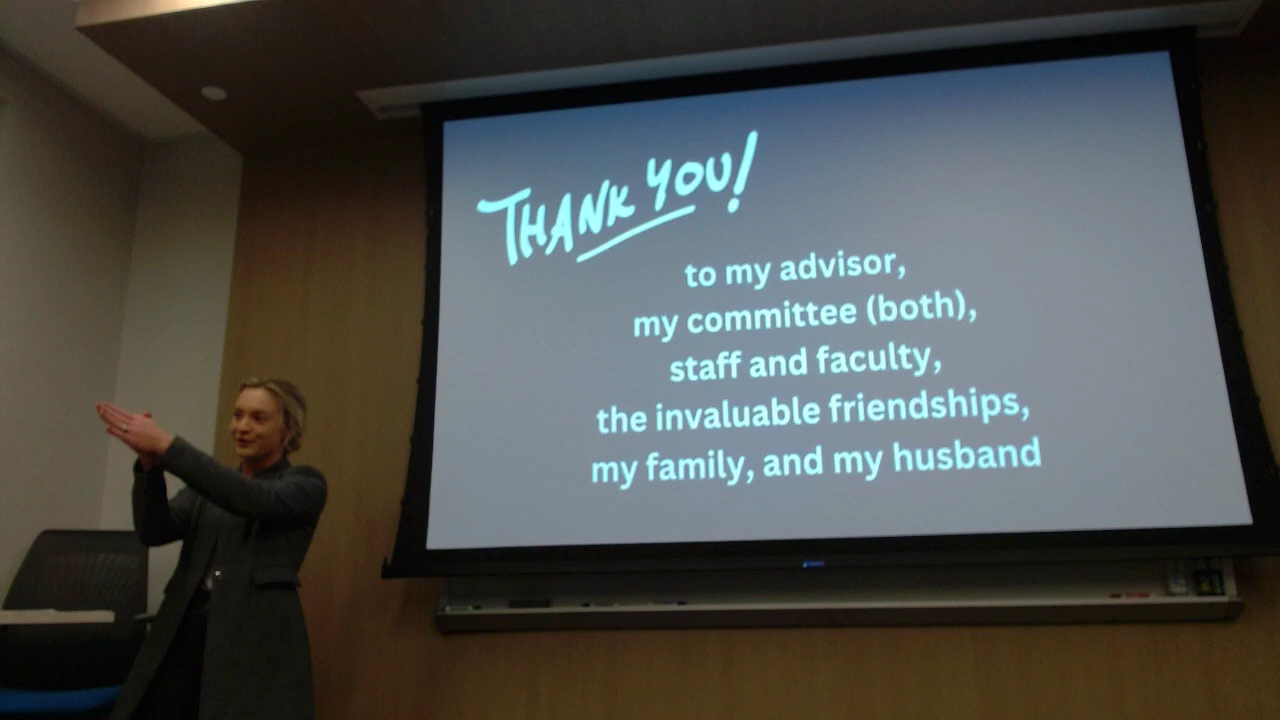 THANK YOU!
to my advisor,
my committee (both),
staff and faculty,
the invaluable friendships,
my family, and my husband